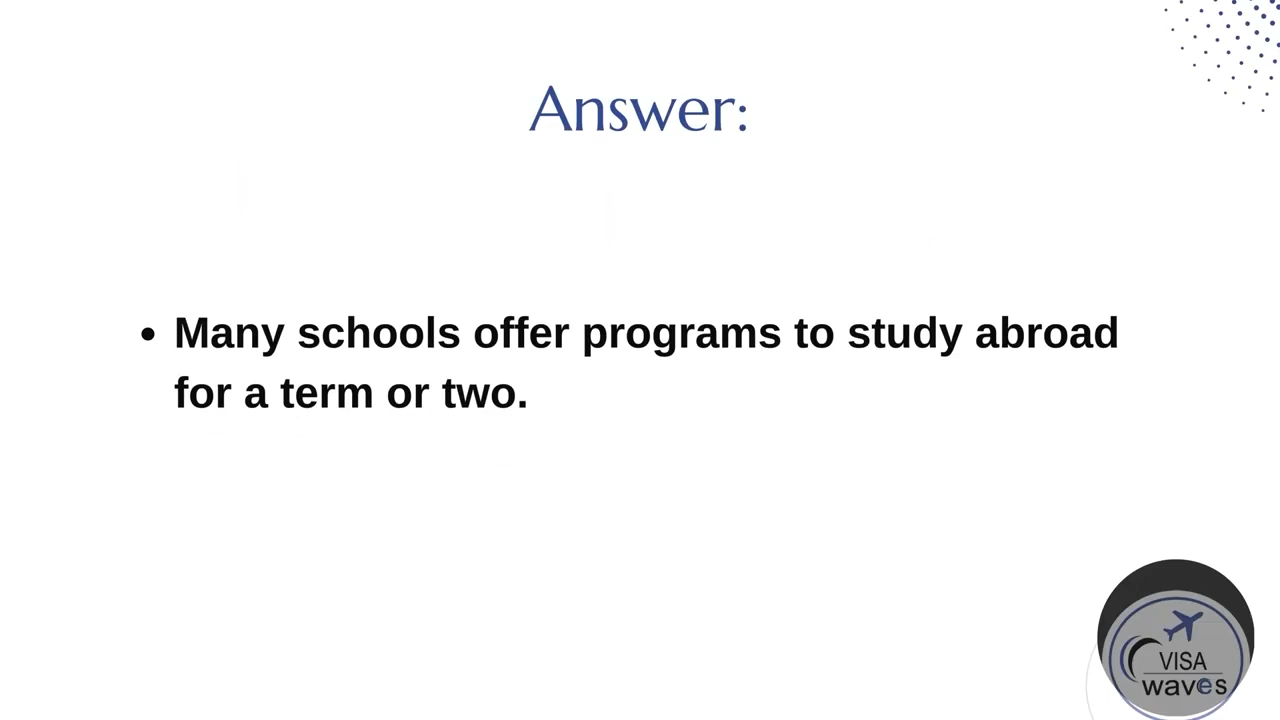 Answer:
• Many schools offer programs to study abroad
for a term or two.
VISA
waves